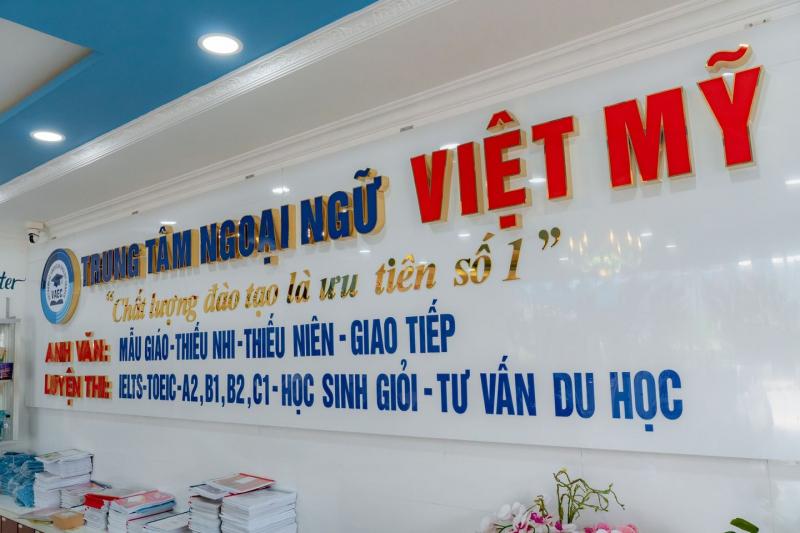 TRUNG TÂM NGOẠI NGỮ VIỆT MỸ
"Chất lượng đào tạo là ưu tiên số 1"
ANH VĂN: MẪU GIÁO-THIẾU NHI-THIẾU NIÊN-GIAO TIẾP
LUYỆN THI: IELTS-TOEIC-A2,B1,B2,C1-HỌC SINH GIỎI-TƯ VẤN DU HỌC
VAEC